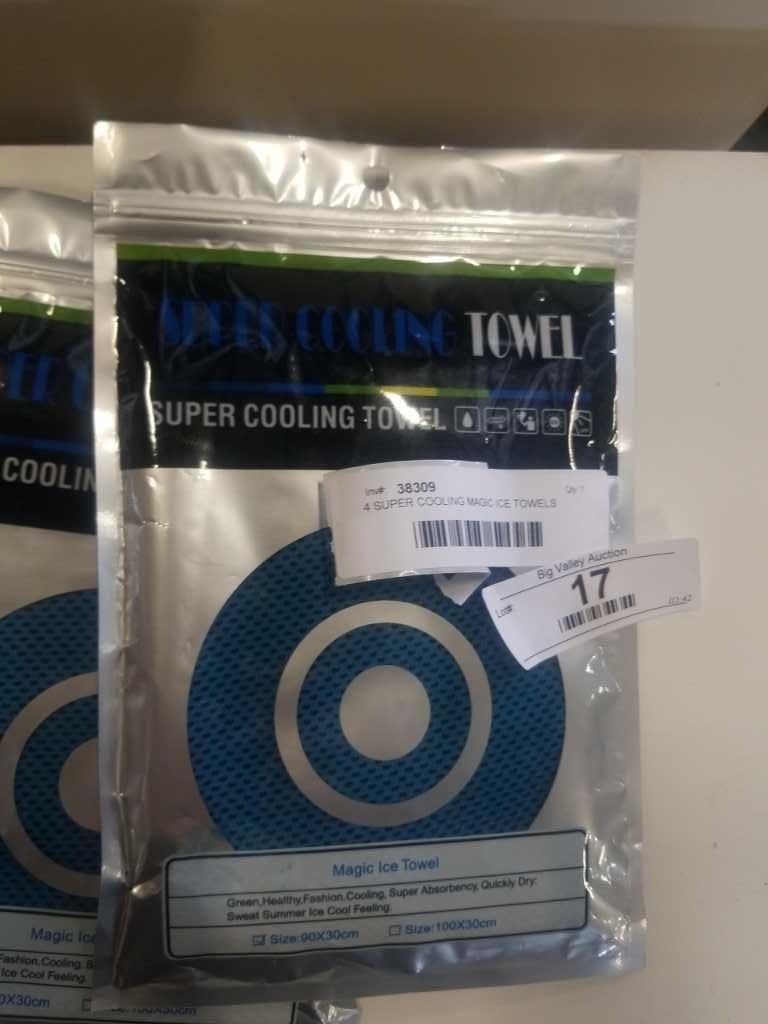 SUPER COOLING TOWEL
SUPER COOLING TOWEL
Inv#: 38309
4 SUPER COOLING MAGIC ICE TOWELS
Big Valley Auction
Lot#: 17
Magic Ice Towel
Green,Healthy,Fashion.Cooling, Super Absorbency, Quickly Dry:
Sweat Summer Ice Cool Feeling
Size:90X30cm Size:100X30cm
COOLIN
Magic Ice
Fashion.Cooling, S
Ice Cool Feeling.
0X30cm